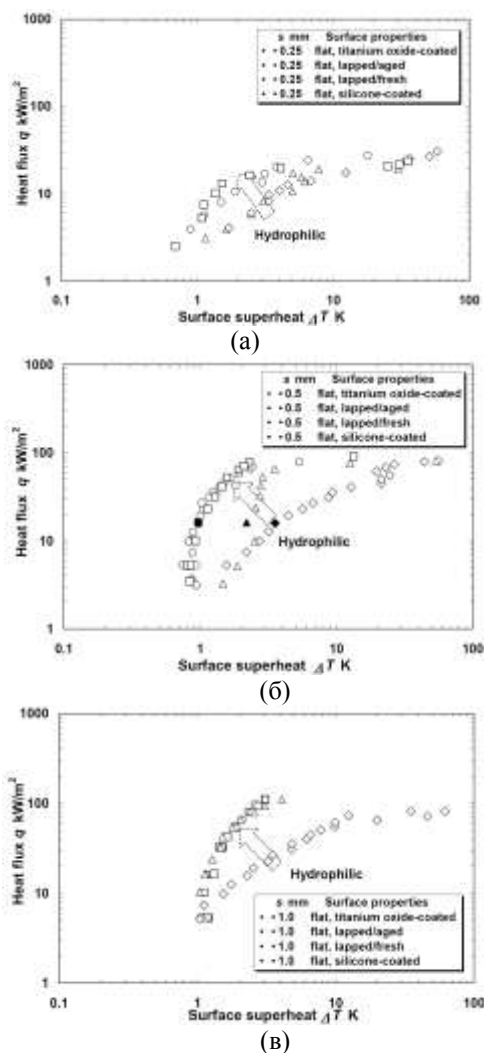 s mm Surface properties
0.25 flat, titanium oxide-coated
0.25 flat, lapped/aged
0.25 flat, lapped/fresh
0.25 flat, silicone-coated
Heat flux q kW/m²
1000
100
10
1
Hydrophilic
0.1 1 10 100
Surface superheat ΔT K
(а)
s mm Surface properties
0.5 flat, titanium oxide-coated
0.5 flat, lapped/aged
0.5 flat, lapped/fresh
0.5 flat, silicone-coated
Heat flux q kW/m²
1000
100
10
1
Hydrophilic
0.1 1 10 100
Surface superheat ΔT K
(б)
Heat flux q kW/m²
1000
100
10
1
Hydrophilic
s mm Surface properties
1.0 flat, titanium oxide-coated
1.0 flat, lapped/aged
1.0 flat, lapped/fresh
1.0 flat, silicone-coated
0.1 1 10 100
Surface superheat ΔT K
(в)